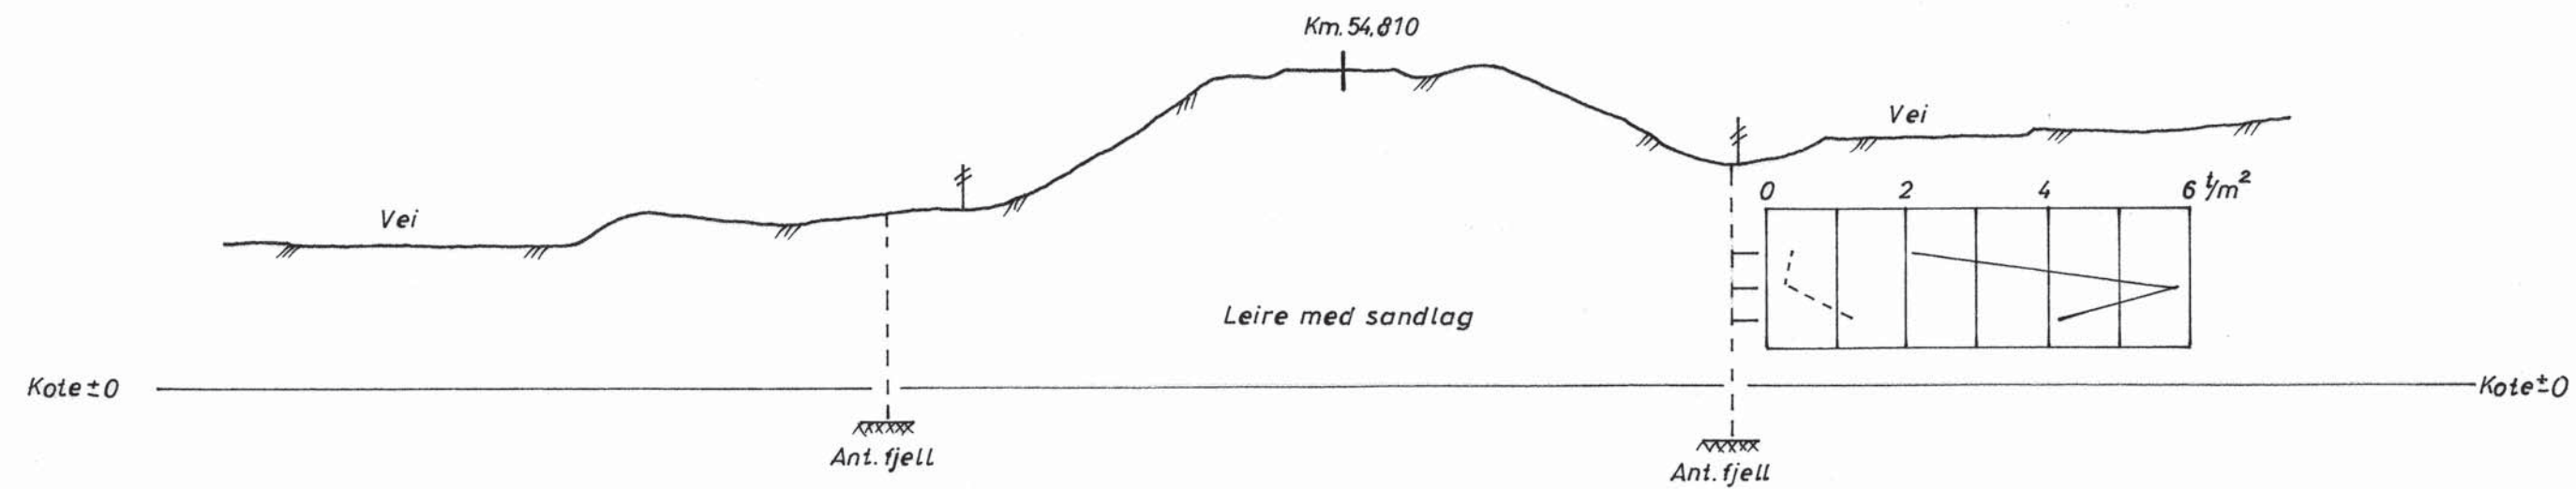 Km. 54,810
Vei
Vei
0 2 4 6 t/m²
Leire med sandlag
Kote ± 0
Kote ± 0
Ant. fjell
Ant. fjell